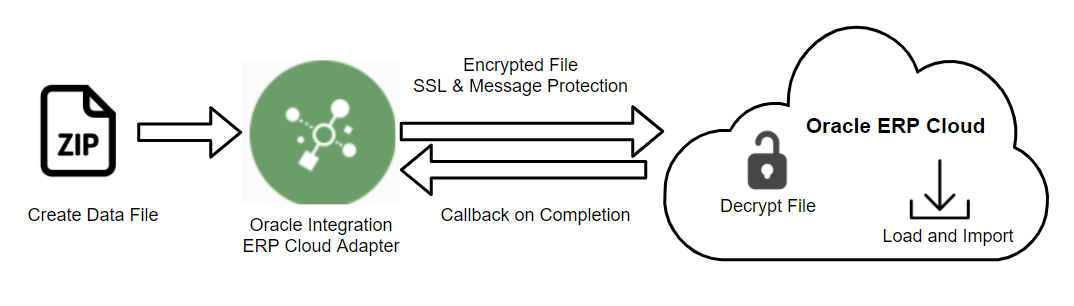 ZIP
Create Data File
Oracle Integration
ERP Cloud Adapter
Encrypted File
SSL & Message Protection
Callback on Completion
Oracle ERP Cloud
Decrypt File
Load and Import